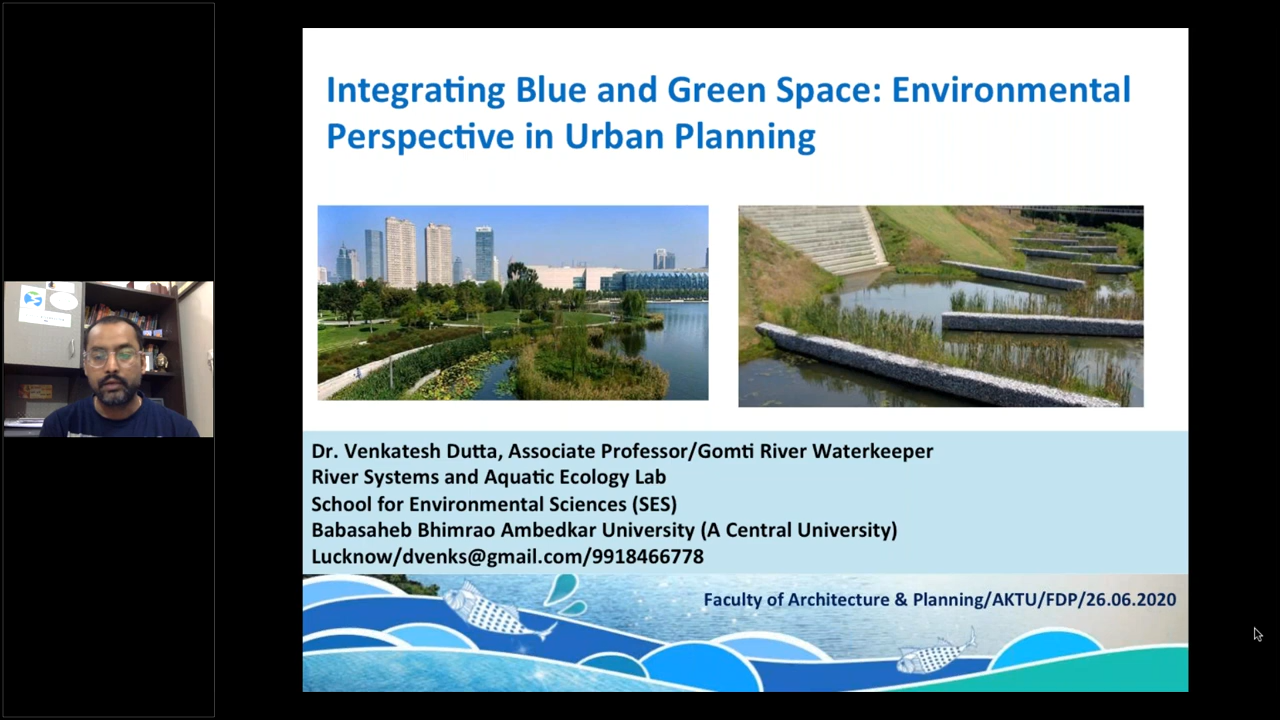 Integrating Blue and Green Space: Environmental
Perspective in Urban Planning
Dr. Venkatesh Dutta, Associate Professor/Gomti River Waterkeeper
River Systems and Aquatic Ecology Lab
School for Environmental Sciences (SES)
Babasaheb Bhimrao Ambedkar University (A Central University)
Lucknow/dvenks@gmail.com/9918466778
Faculty of Architecture & Planning/AKTU/FDP/26.06.2020